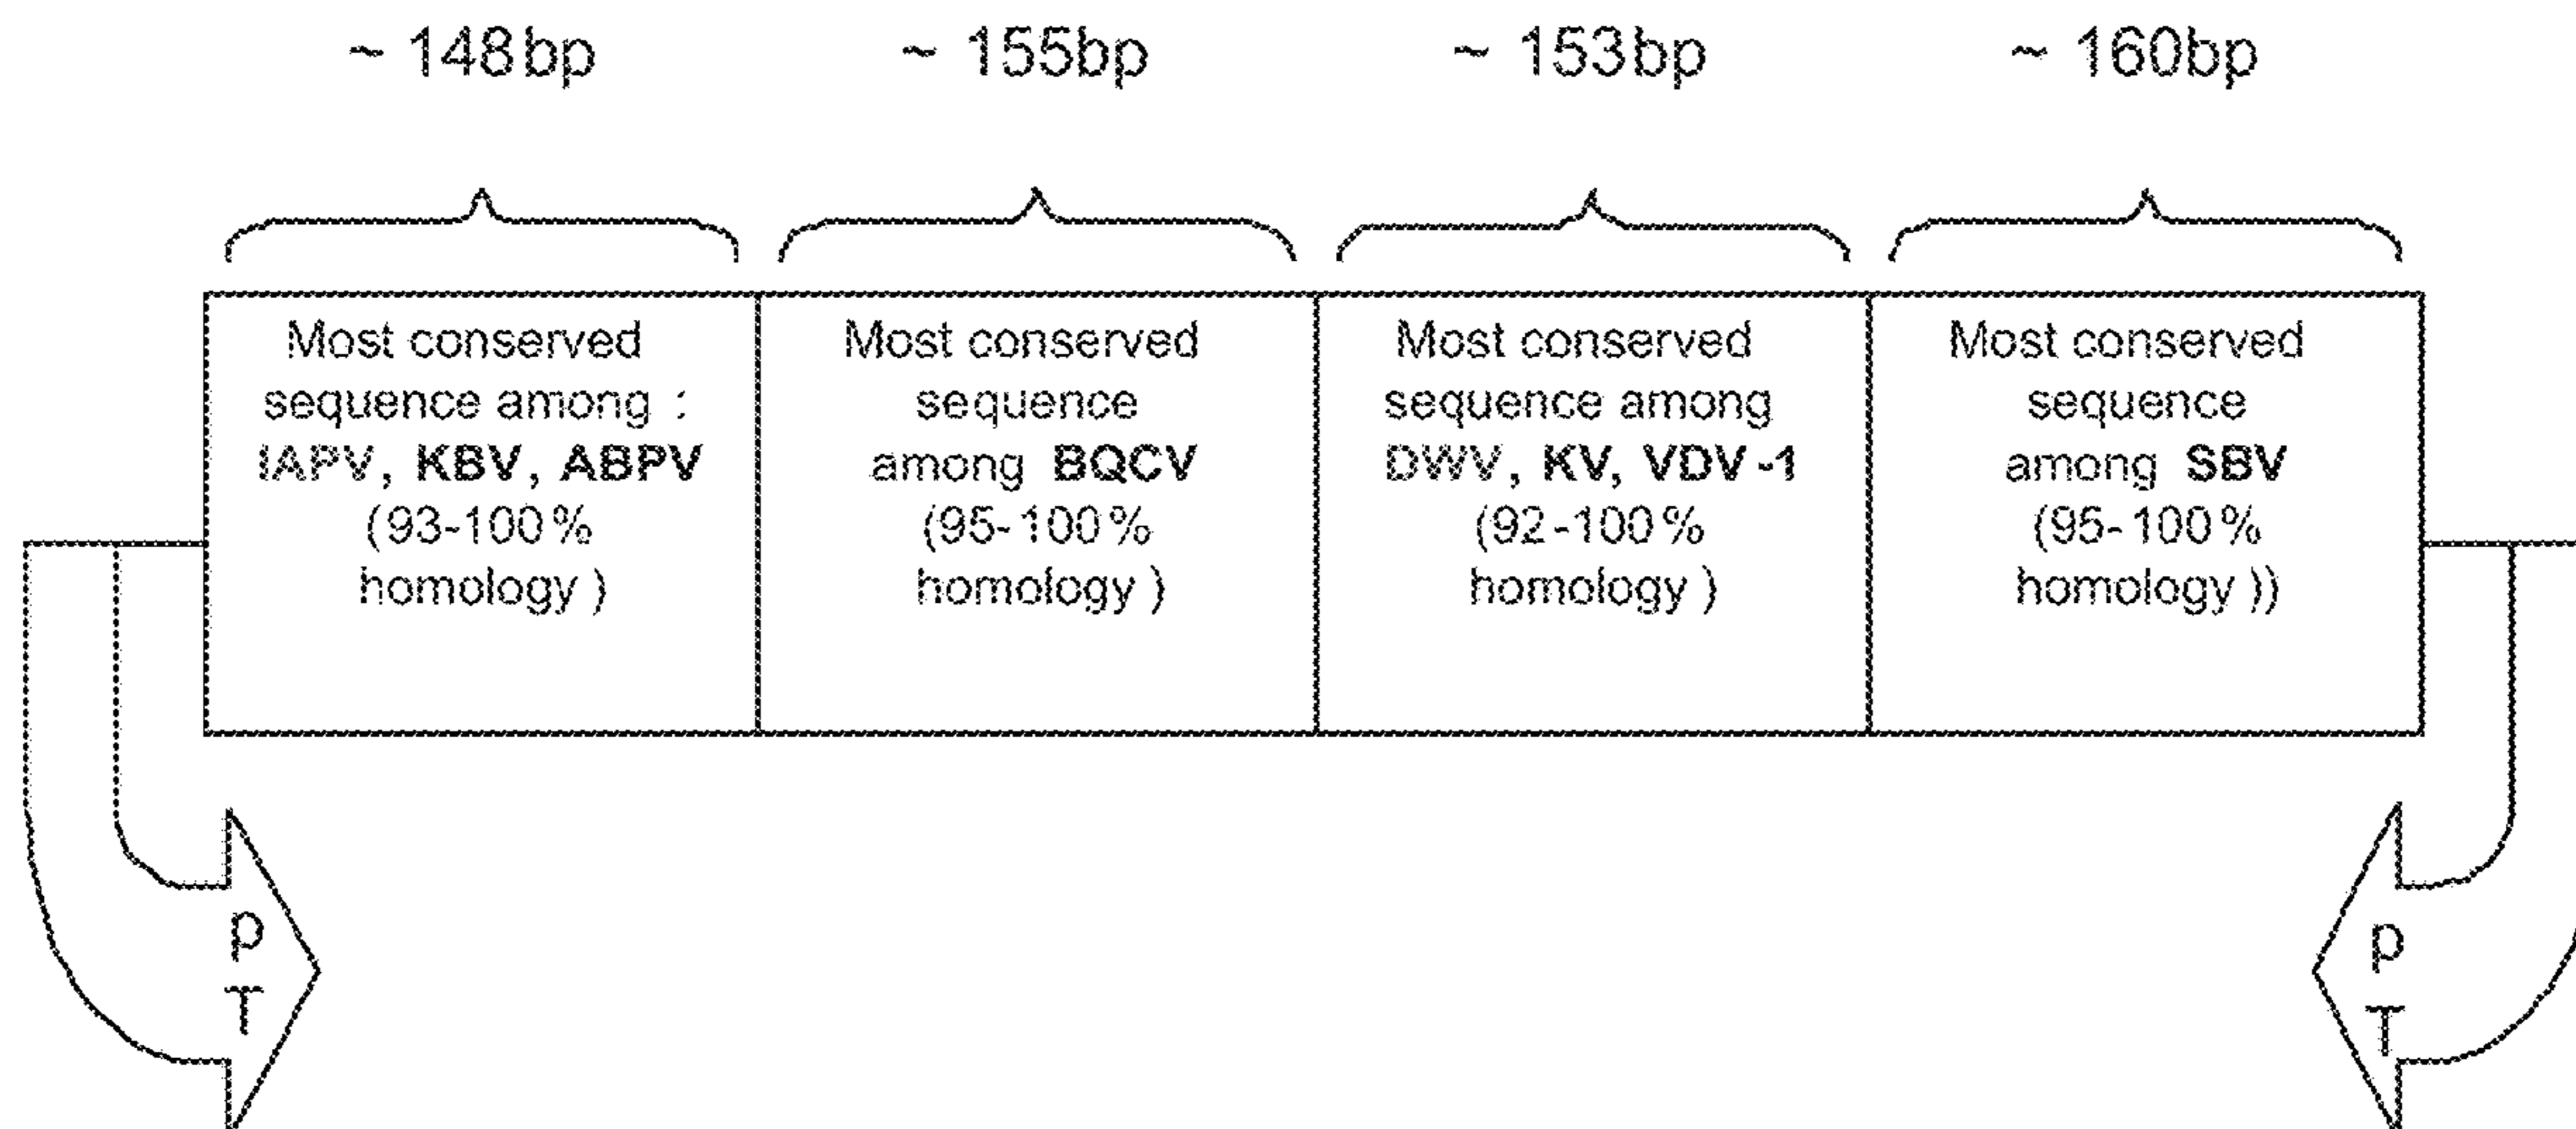 ~ 148bp
~ 155bp
~ 153bp
~ 160bp
Most conserved
sequence among :
IAPV, KBV, ABPV
(93-100%
homology )
Most conserved
sequence
among BQCV
(95-100%
homology )
Most conserved
sequence among
DWV, KV, VDV-1
(92-100%
homology )
Most conserved
sequence
among SBV
(95-100%
homology ))
p
T
p
T